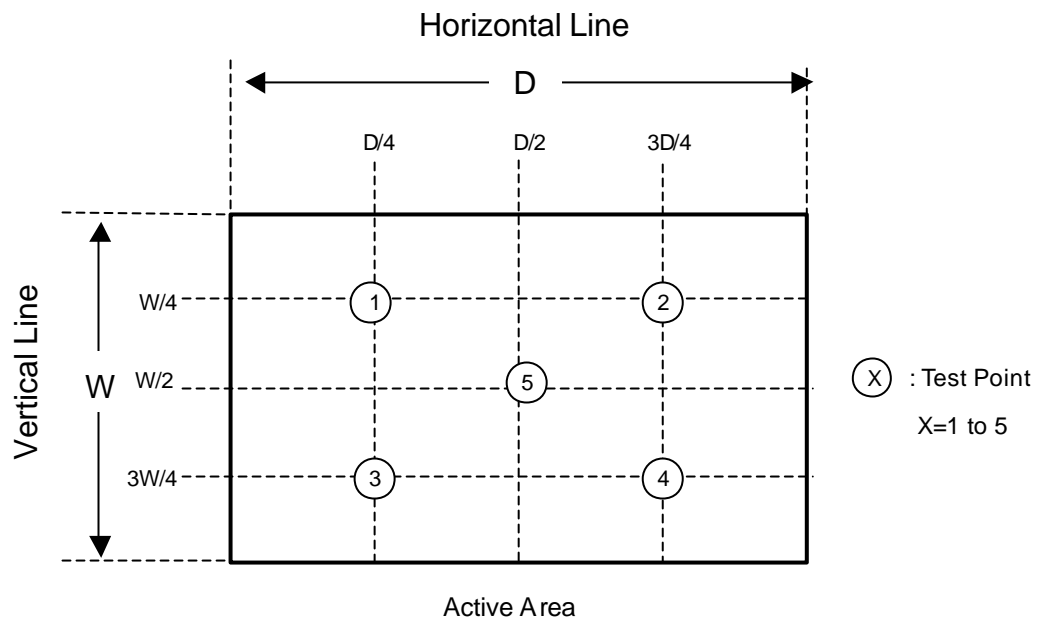 Horizontal Line
D
D/4 D/2 3D/4
Vertical Line
W
W/4
1 2
W/2
5
X : Test Point
X=1 to 5
3W/4
3 4
Active Area